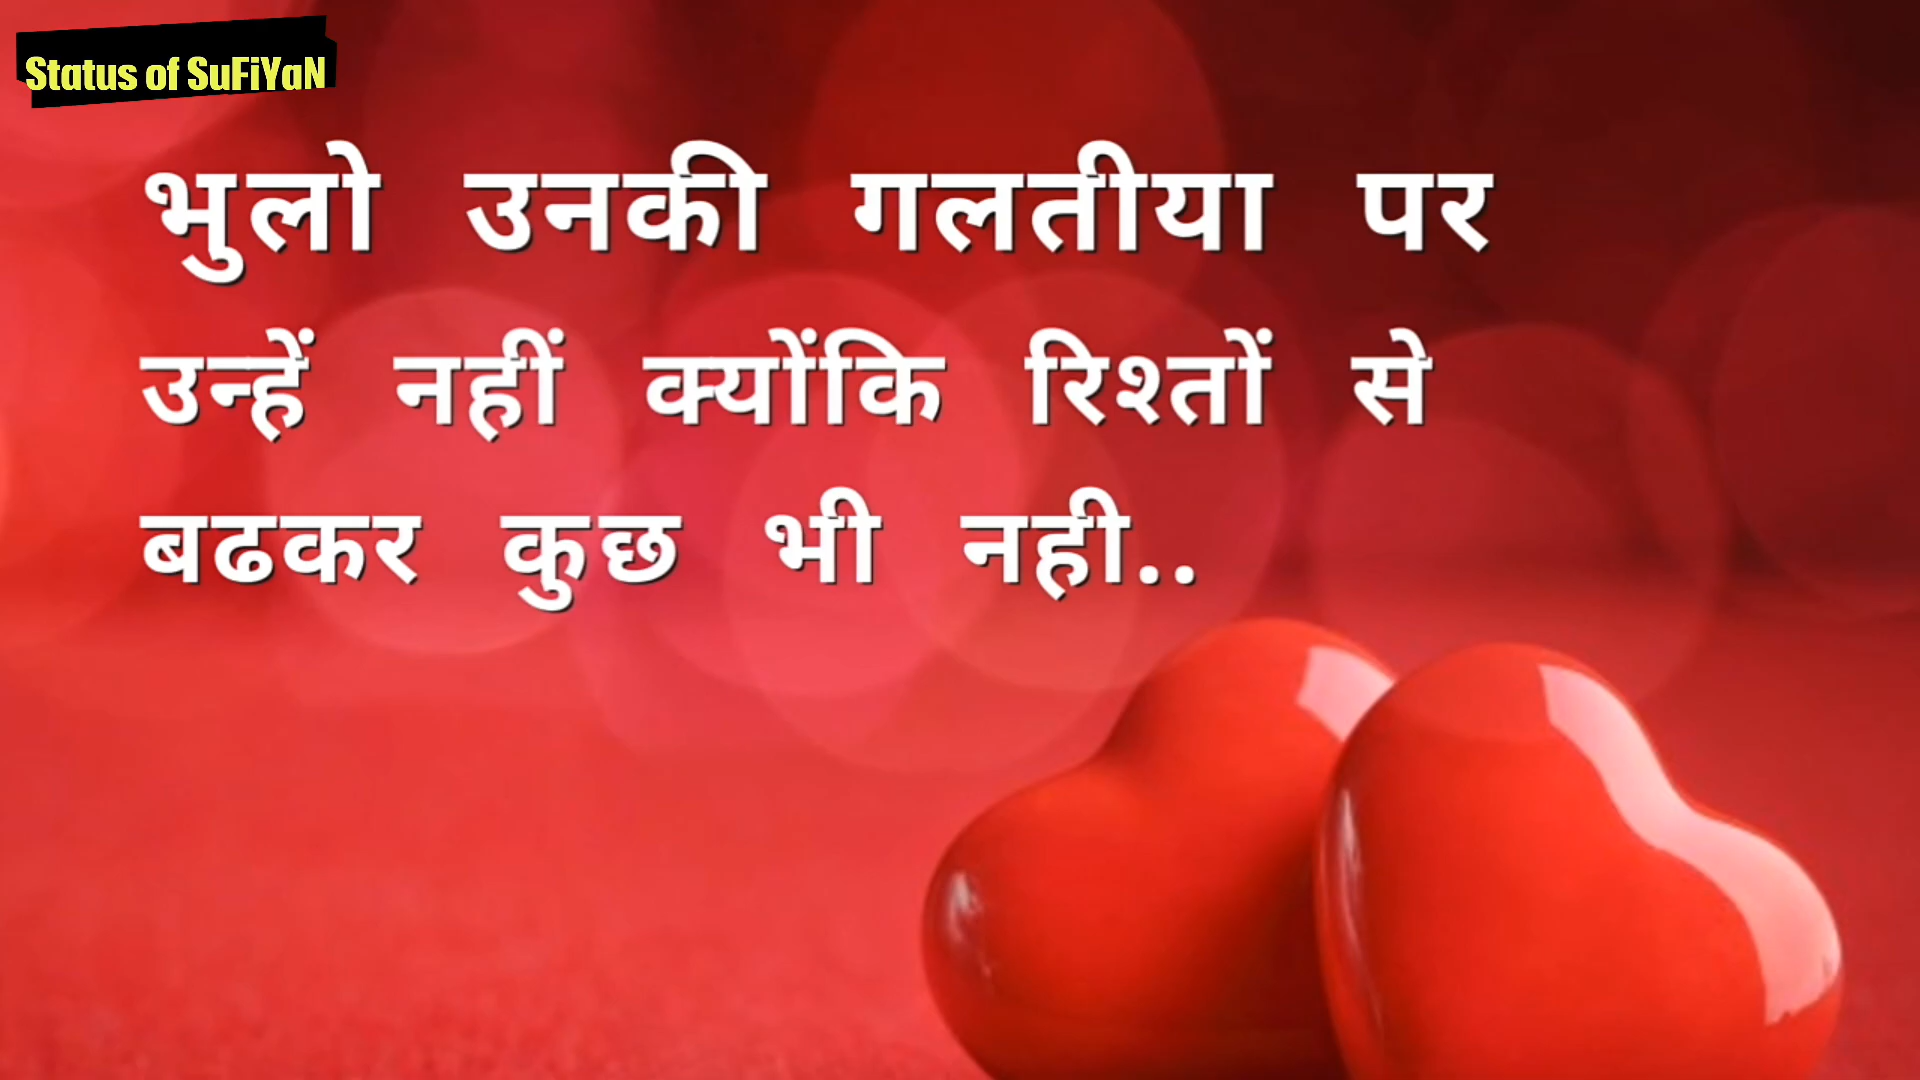 Status of SuFiYaN
भुलो उनकी गलतीया पर
उन्हें नहीं क्योंकि रिश्तों से
बढकर कुछ भी नही..